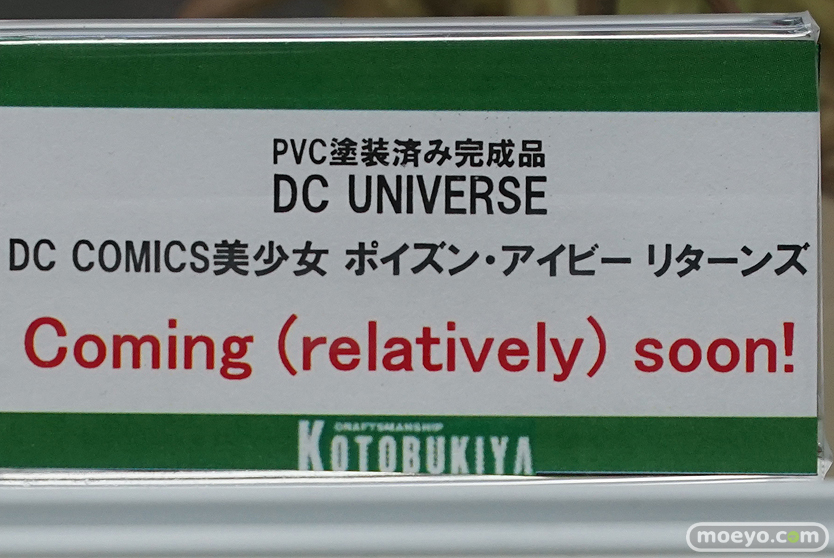 PVC塗装済み完成品
DC UNIVERSE
DC COMICS美少女 ポイズン・アイビー リターンズ
Coming (relatively) soon!
CRAFTSMANSHIP
KOTOBUKIYA
moeyo.com